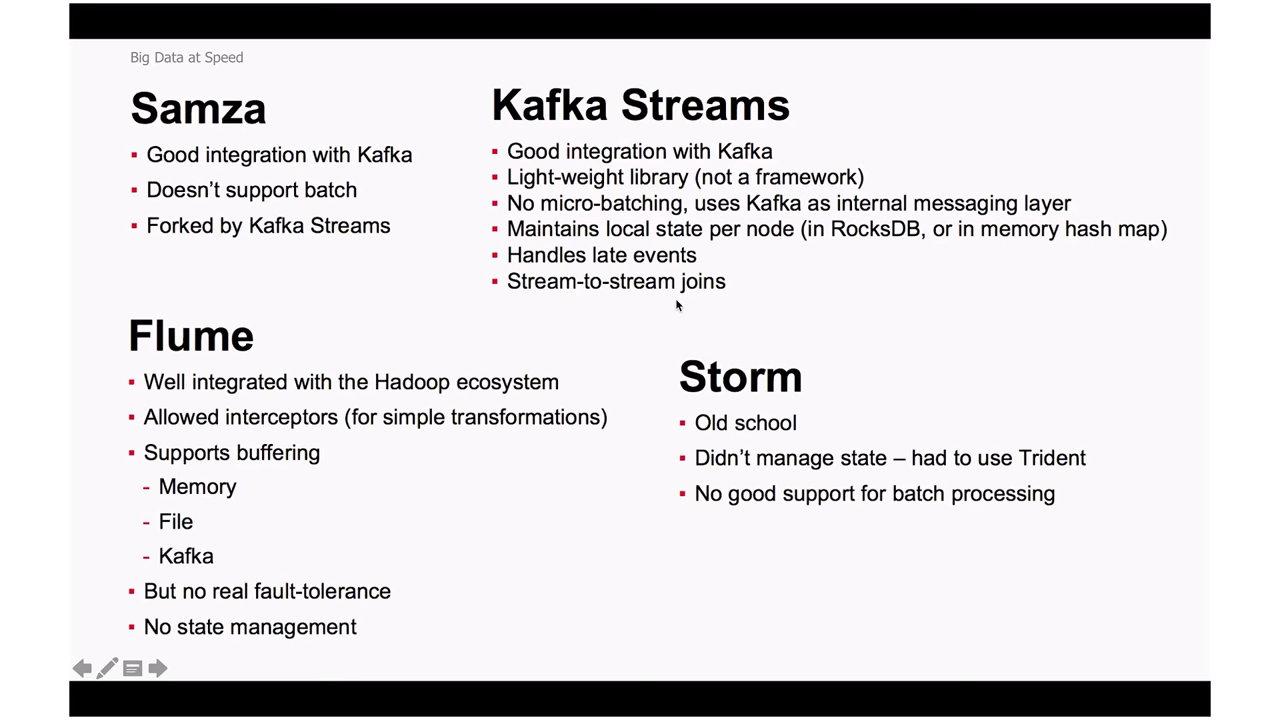 Big Data at Speed
Samza
▪ Good integration with Kafka
▪ Doesn’t support batch
▪ Forked by Kafka Streams
Kafka Streams
▪ Good integration with Kafka
▪ Light-weight library (not a framework)
▪ No micro-batching, uses Kafka as internal messaging layer
▪ Maintains local state per node (in RocksDB, or in memory hash map)
▪ Handles late events
▪ Stream-to-stream joins
Flume
▪ Well integrated with the Hadoop ecosystem
▪ Allowed interceptors (for simple transformations)
▪ Supports buffering
- Memory
- File
- Kafka
▪ But no real fault-tolerance
▪ No state management
Storm
▪ Old school
▪ Didn’t manage state – had to use Trident
▪ No good support for batch processing